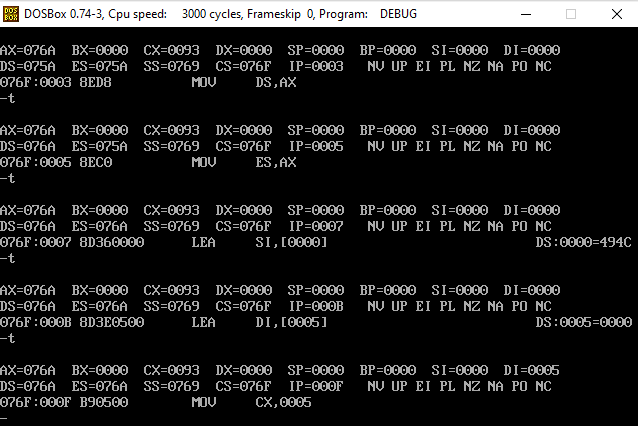 DOSBox 0.74-3, Cpu speed: 3000 cycles, Frameskip 0, Program: DEBUG
AX=076A BX=0000 CX=0093 DX=0000 SP=0000 BP=0000 SI=0000 DI=0000
DS=075A ES=075A SS=0769 CS=076F IP=0003 NV UP EI PL NZ NA PO NC
076F:0003 8ED8 MOV DS,AX
-t
AX=076A BX=0000 CX=0093 DX=0000 SP=0000 BP=0000 SI=0000 DI=0000
DS=076A ES=075A SS=0769 CS=076F IP=0005 NV UP EI PL NZ NA PO NC
076F:0005 8EC0 MOV ES,AX
-t
AX=076A BX=0000 CX=0093 DX=0000 SP=0000 BP=0000 SI=0000 DI=0000
DS=076A ES=076A SS=0769 CS=076F IP=0007 NV UP EI PL NZ NA PO NC
076F:0007 8D360000 LEA SI,[0000] DS:0000=494C
-t
AX=076A BX=0000 CX=0093 DX=0000 SP=0000 BP=0000 SI=0000 DI=0000
DS=076A ES=076A SS=0769 CS=076F IP=000B NV UP EI PL NZ NA PO NC
076F:000B 8D3E0500 LEA DI,[0005] DS:0005=0000
-t
AX=076A BX=0000 CX=0093 DX=0000 SP=0000 BP=0000 SI=0000 DI=0005
DS=076A ES=076A SS=0769 CS=076F IP=000F NV UP EI PL NZ NA PO NC
076F:000F B90500 MOV CX,0005
-